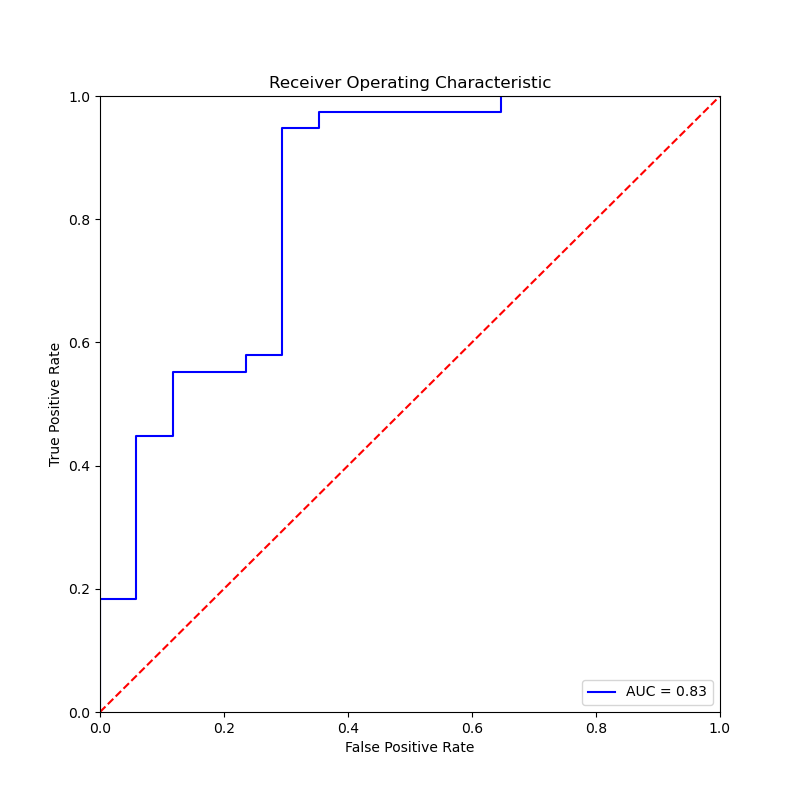 Receiver Operating Characteristic
1.0
0.8
0.6
0.4
0.2
0.0
True Positive Rate
AUC = 0.83
0.0 0.2 0.4 0.6 0.8 1.0
False Positive Rate